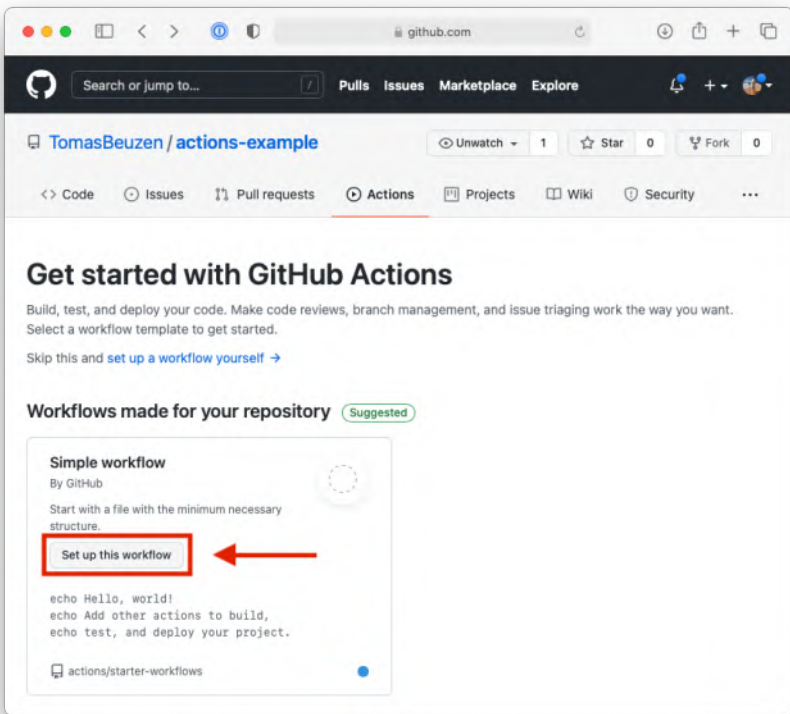 github.com
Search or jump to... /
Pulls Issues Marketplace Explore
TomasBeuzen / actions-example
Unwatch 1 Star 0 Fork 0
<> Code Issues Pull requests Actions Projects Wiki Security ...
Get started with GitHub Actions
Build, test, and deploy your code. Make code reviews, branch management, and issue triaging work the way you want.
Select a workflow template to get started.
Skip this and set up a workflow yourself →
Workflows made for your repository Suggested
Simple workflow
By GitHub
Start with a file with the minimum necessary
structure.
Set up this workflow
echo Hello, world!
echo Add other actions to build,
echo test, and deploy your project.
actions/starter-workflows